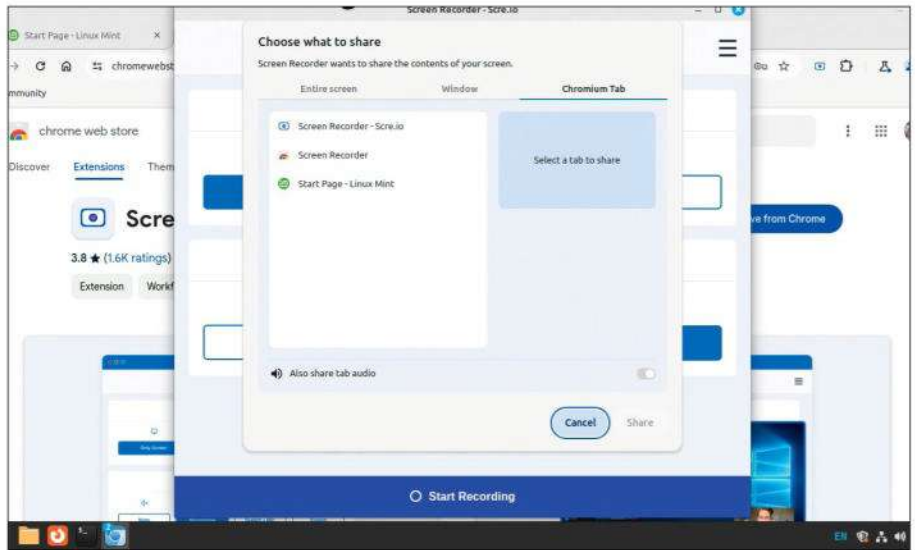 Screen Recorder - Scre.io
Start Page - Linux Mint
Choose what to share
Screen Recorder wants to share the contents of your screen.
chromewebst
mmunity
Entire screen
Window
Chromium Tab
Screen Recorder - Scre.io
chrome web store
Screen Recorder
Select a tab to share
Discover
Extensions
Them
Start Page - Linux Mint
Scre
ve from Chrome
3.8 ★ (1.6K ratings)
Extension
Workf
Also share tab audio
Cancel
Share
Start Recording
EN